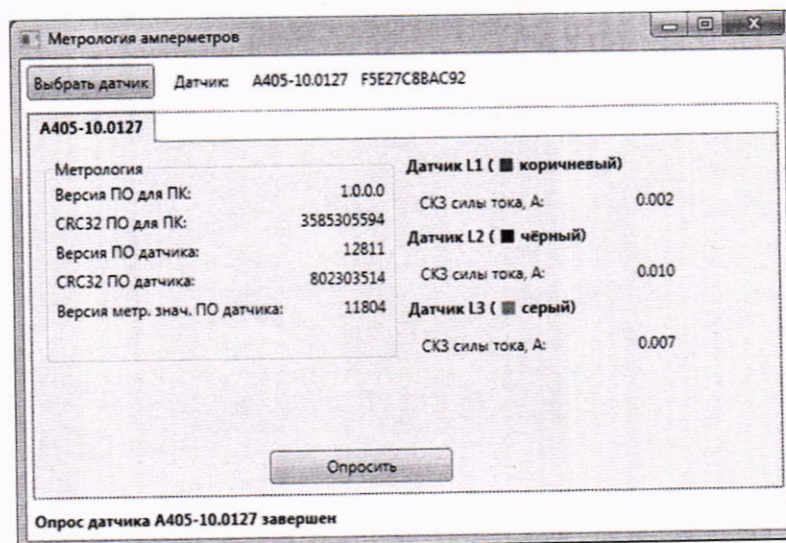 Метрология амперметров
Выбрать датчик Датчик: A405-10.0127 F5E27C8BAC92
A405-10.0127
Метрология
Версия ПО для ПК: 1.0.0.0
CRC32 ПО для ПК: 3585305594
Версия ПО датчика: 12811
CRC32 ПО датчика: 802303514
Версия метр. знач. ПО датчика: 11804
Датчик L1 ( коричневый)
СКЗ силы тока, А: 0.002
Датчик L2 ( чёрный)
СКЗ силы тока, А: 0.010
Датчик L3 ( серый)
СКЗ силы тока, А: 0.007
Опросить
Опрос датчика A405-10.0127 завершен